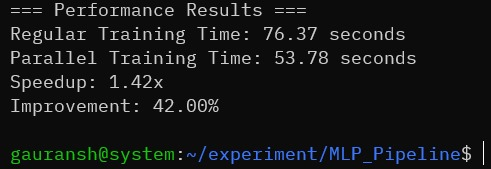 === Performance Results ===
Regular Training Time: 76.37 seconds
Parallel Training Time: 53.78 seconds
Speedup: 1.42x
Improvement: 42.00%
gauransh@system:~/experiment/MLP_Pipeline$